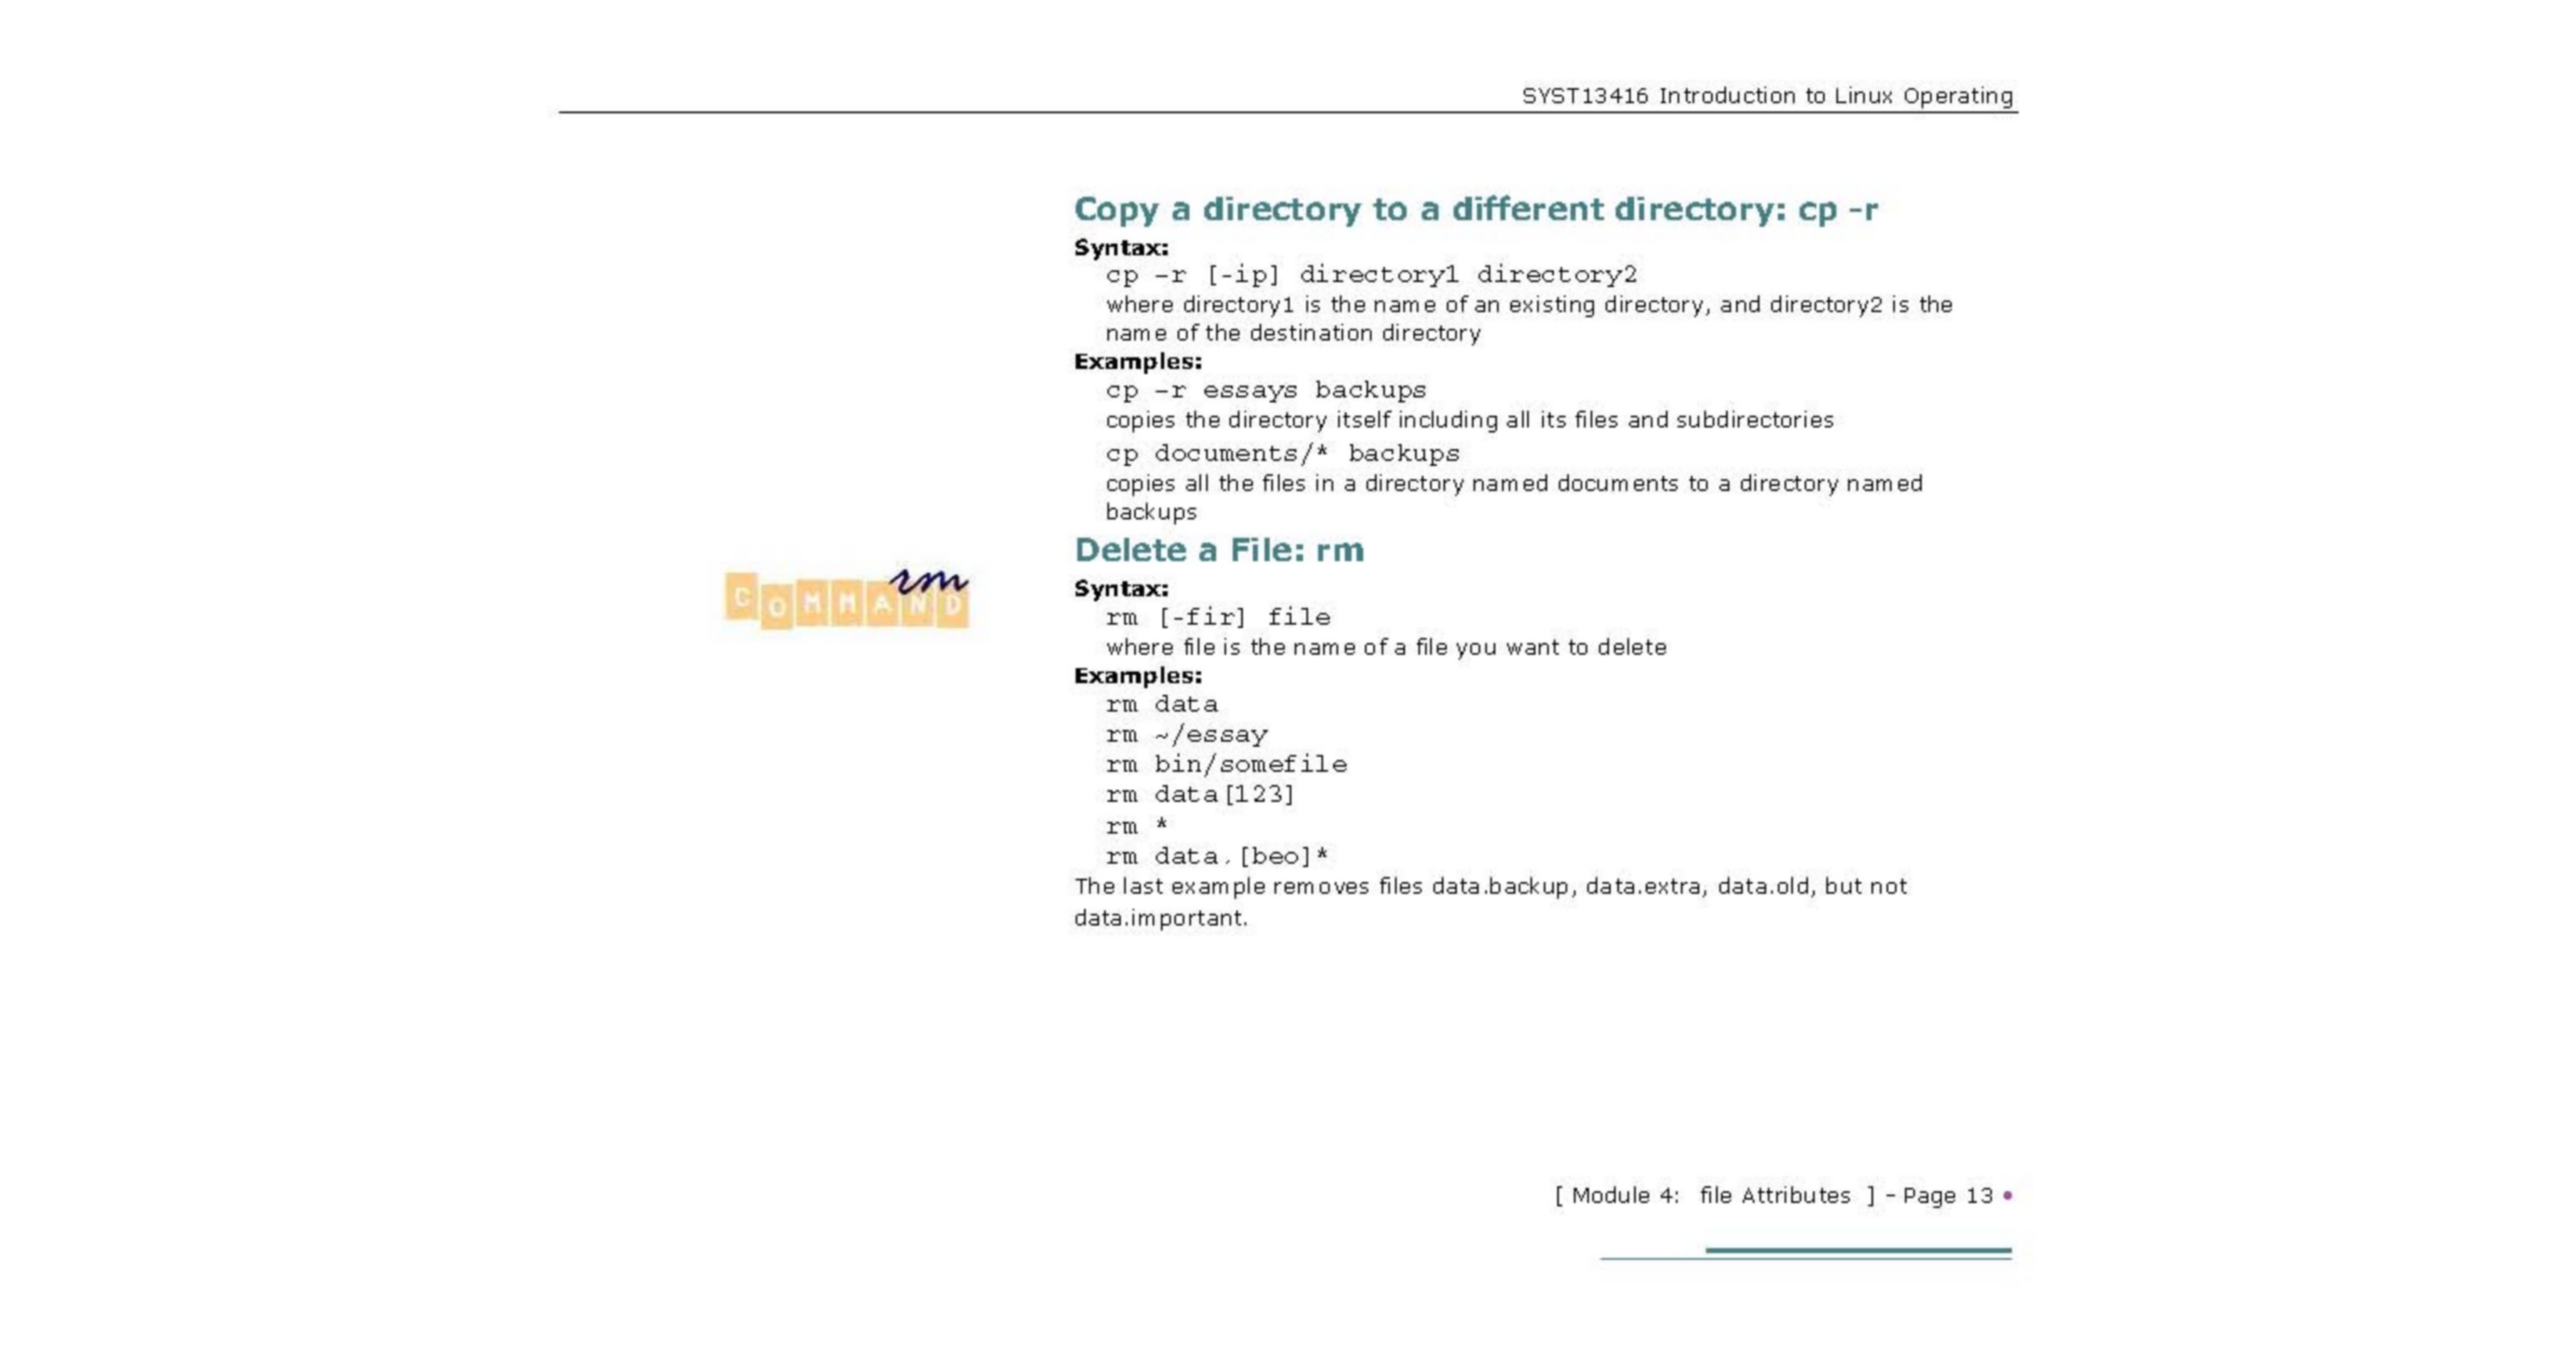 SYST13416 Introduction to Linux Operating
Copy a directory to a different directory: cp -r
Syntax:
cp -r [-ip] directory1 directory2
where directory1 is the name of an existing directory, and directory2 is the
name of the destination directory
Examples:
cp -r essays backups
copies the directory itself including all its files and subdirectories
cp documents/* backups
copies all the files in a directory named documents to a directory named
backups
Delete a File: rm
rm
COMMAND
Syntax:
rm [-fir] file
where file is the name of a file you want to delete
Examples:
rm data
rm ~/essay
rm bin/somefile
rm data[123]
rm *
rm data.[beo]*
The last example removes files data.backup, data.extra, data.old, but not
data.important.
[ Module 4: file Attributes ] - Page 13 •